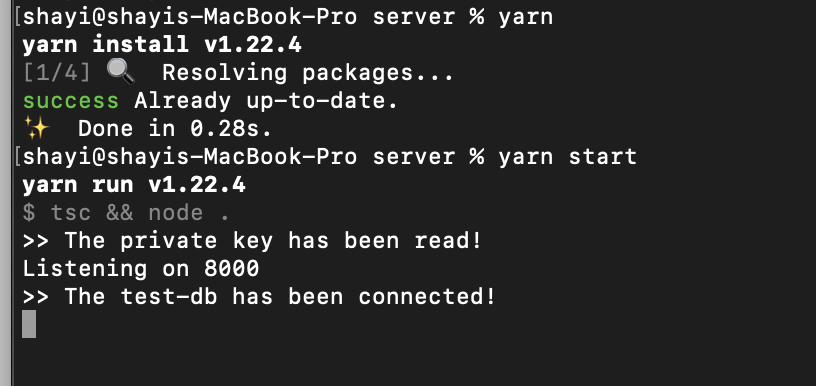 [shayi@shayis-MacBook-Pro server % yarn
yarn install v1.22.4
[1/4] 🔍 Resolving packages...
success Already up-to-date.
✨ Done in 0.28s.
[shayi@shayis-MacBook-Pro server % yarn start
yarn run v1.22.4
$ tsc && node .
>> The private key has been read!
Listening on 8000
>> The test-db has been connected!